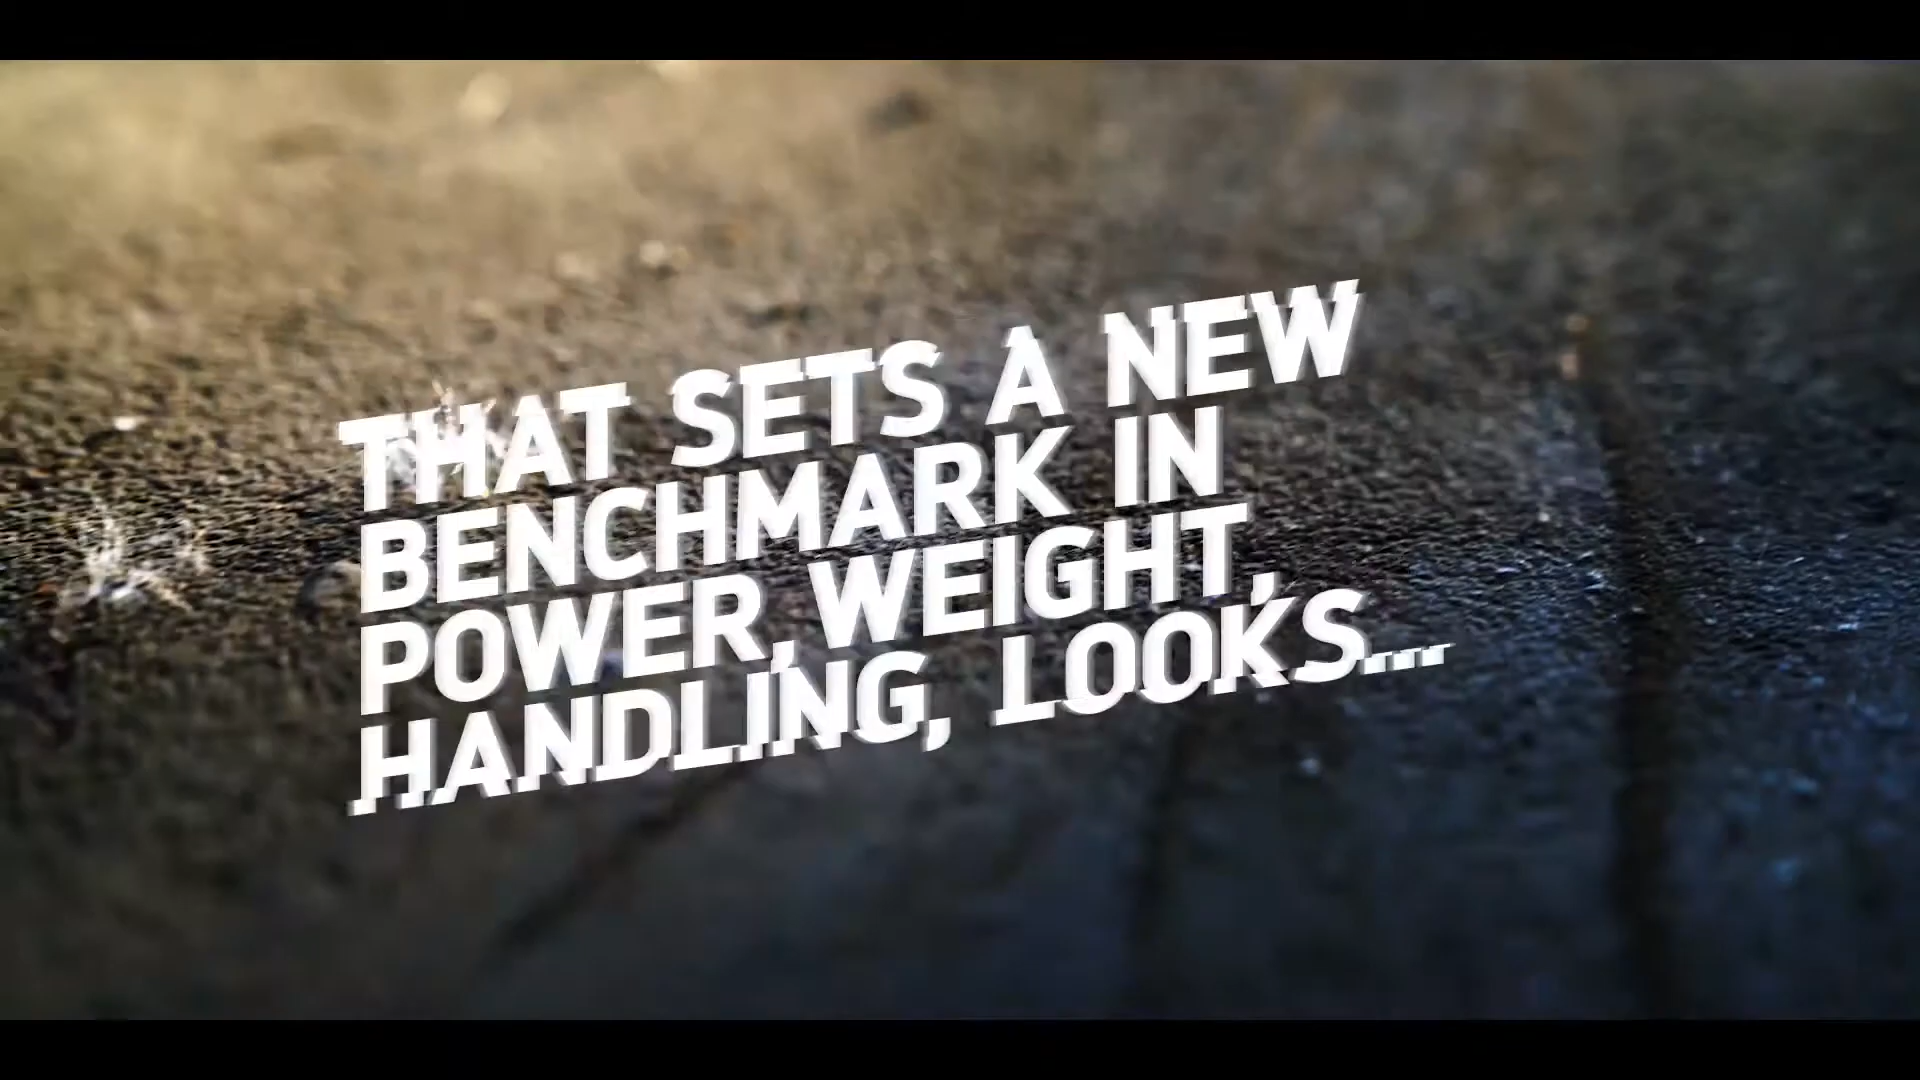 THAT SETS A NEW
BENCHMARK IN
POWER, WEIGHT,
HANDLING, LOOKS...